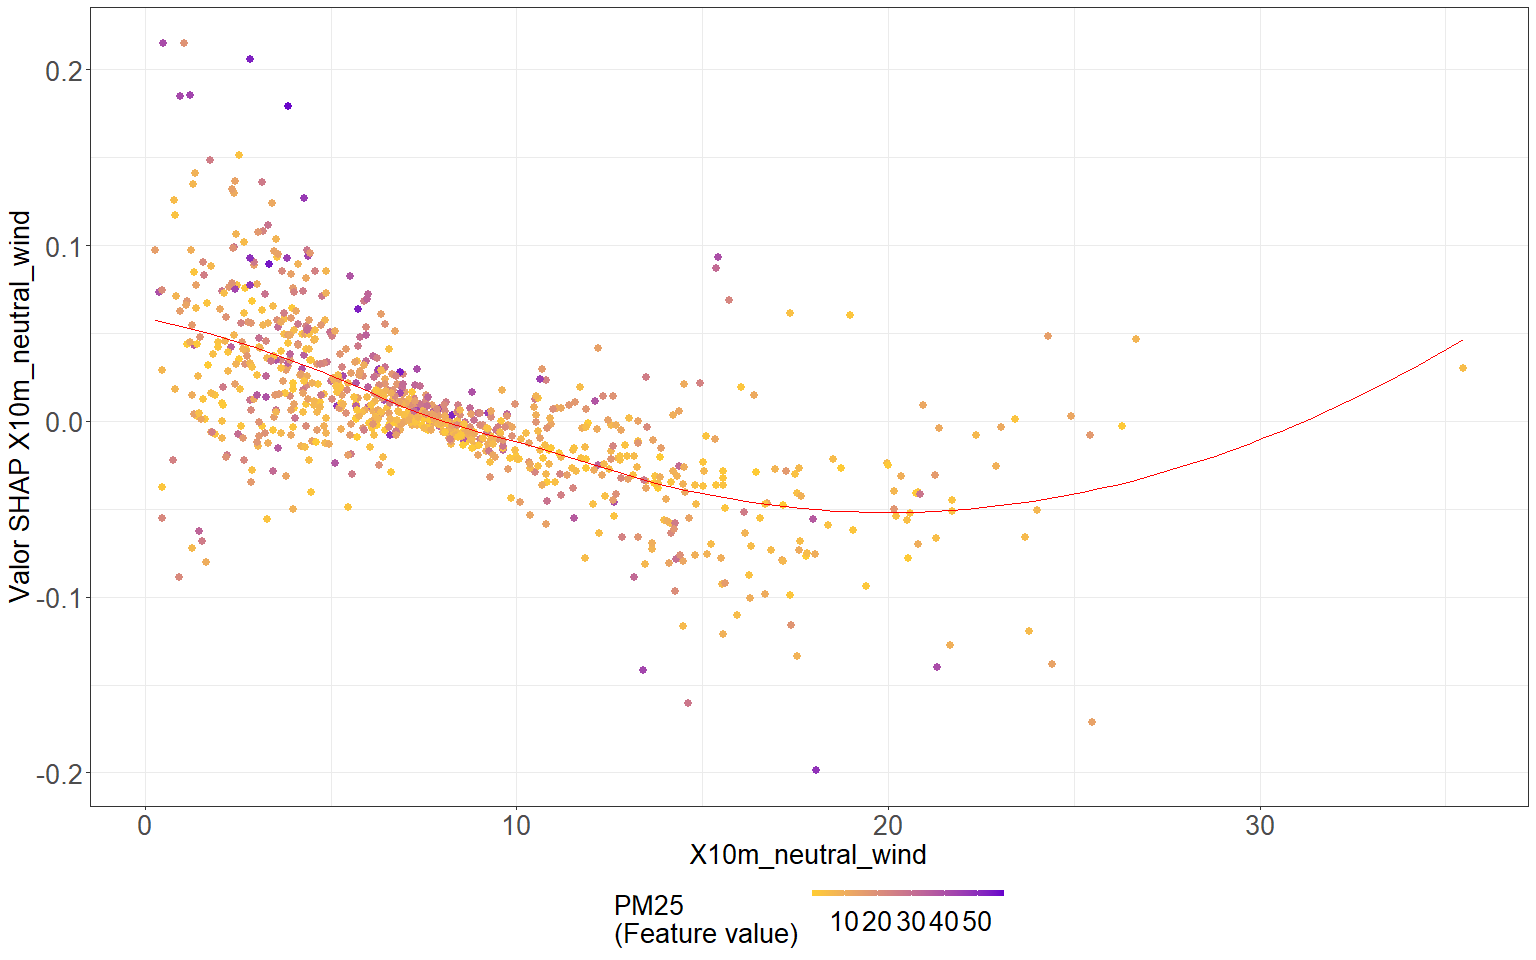 Valor SHAP X10m_neutral_wind
0.2
0.1
0.0
-0.1
-0.2
0 10 20 30
X10m_neutral_wind
PM25
(Feature value)
10 20 30 40 50